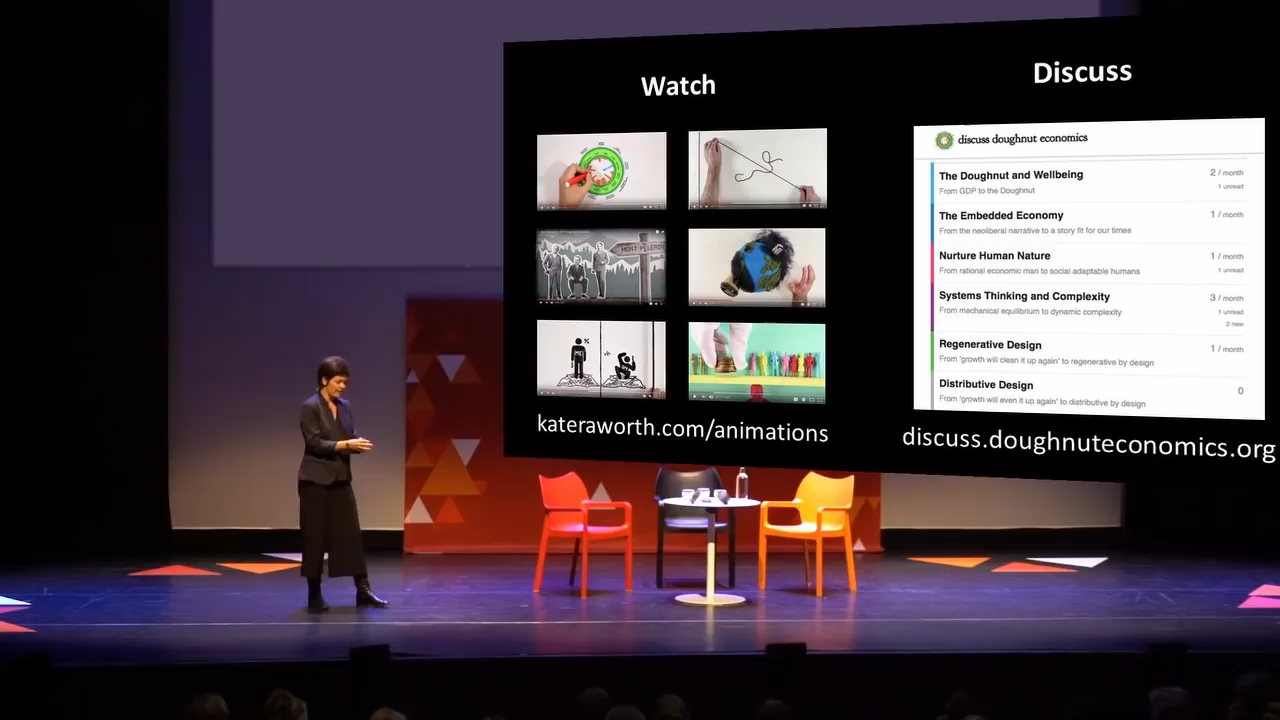 Watch
MONT PELERIN
kateraworth.com/animations
Discuss
discuss doughnut economics
The Doughnut and Wellbeing
2 / month
From GDP to the Doughnut
1 unread
The Embedded Economy
1 / month
From the neoliberal narrative to a story fit for our times
Nurture Human Nature
1 / month
From rational economic man to social adaptable humans
1 unread
Systems Thinking and Complexity
3 / month
From mechanical equilibrium to dynamic complexity
1 unread
2 new
Regenerative Design
1 / month
From 'growth will clean it up again' to regenerative by design
Distributive Design
0
From 'growth will even it up again' to distributive by design
discuss.doughnuteconomics.org